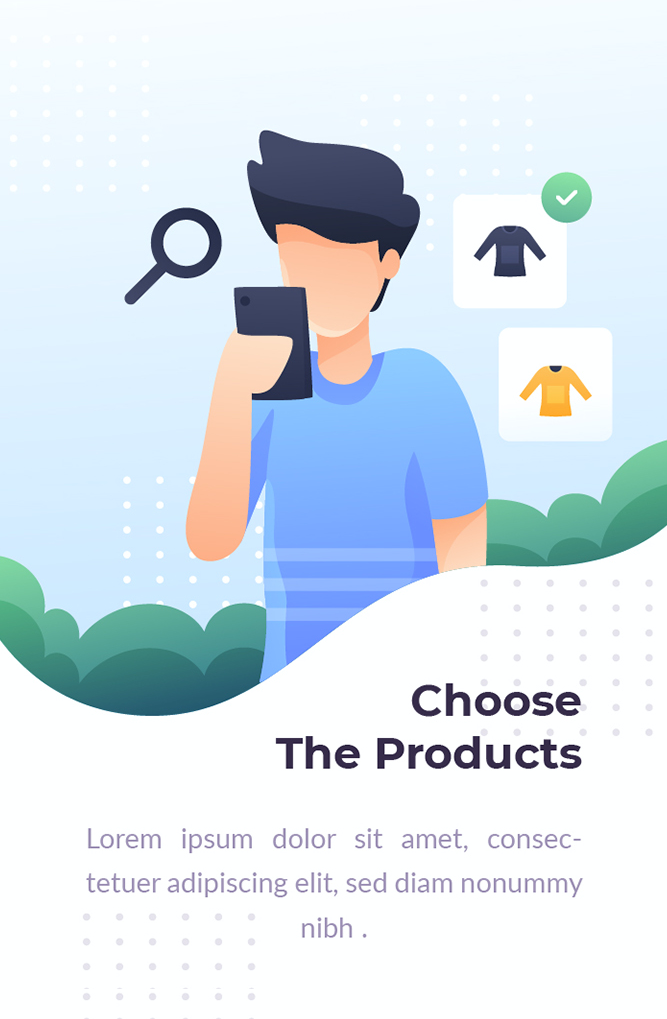 Choose
The Products
Lorem ipsum dolor sit amet, consec-
tetuer adipiscing elit, sed diam nonummy
nibh .